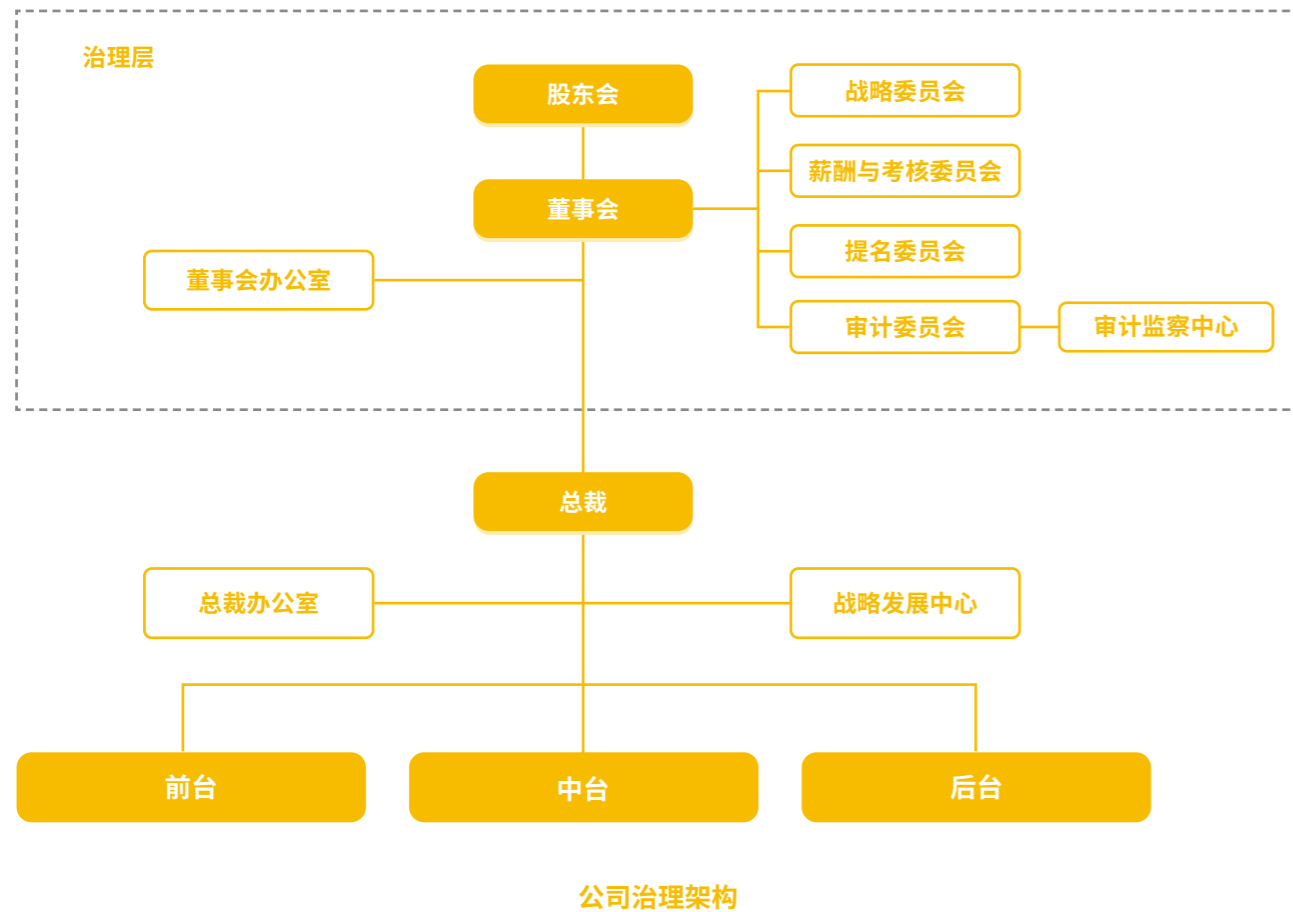 治理层
股东会
战略委员会
薪酬与考核委员会
董事会
提名委员会
董事会办公室
审计委员会
审计监察中心
总裁
总裁办公室
战略发展中心
前台
中台
后台
公司治理架构